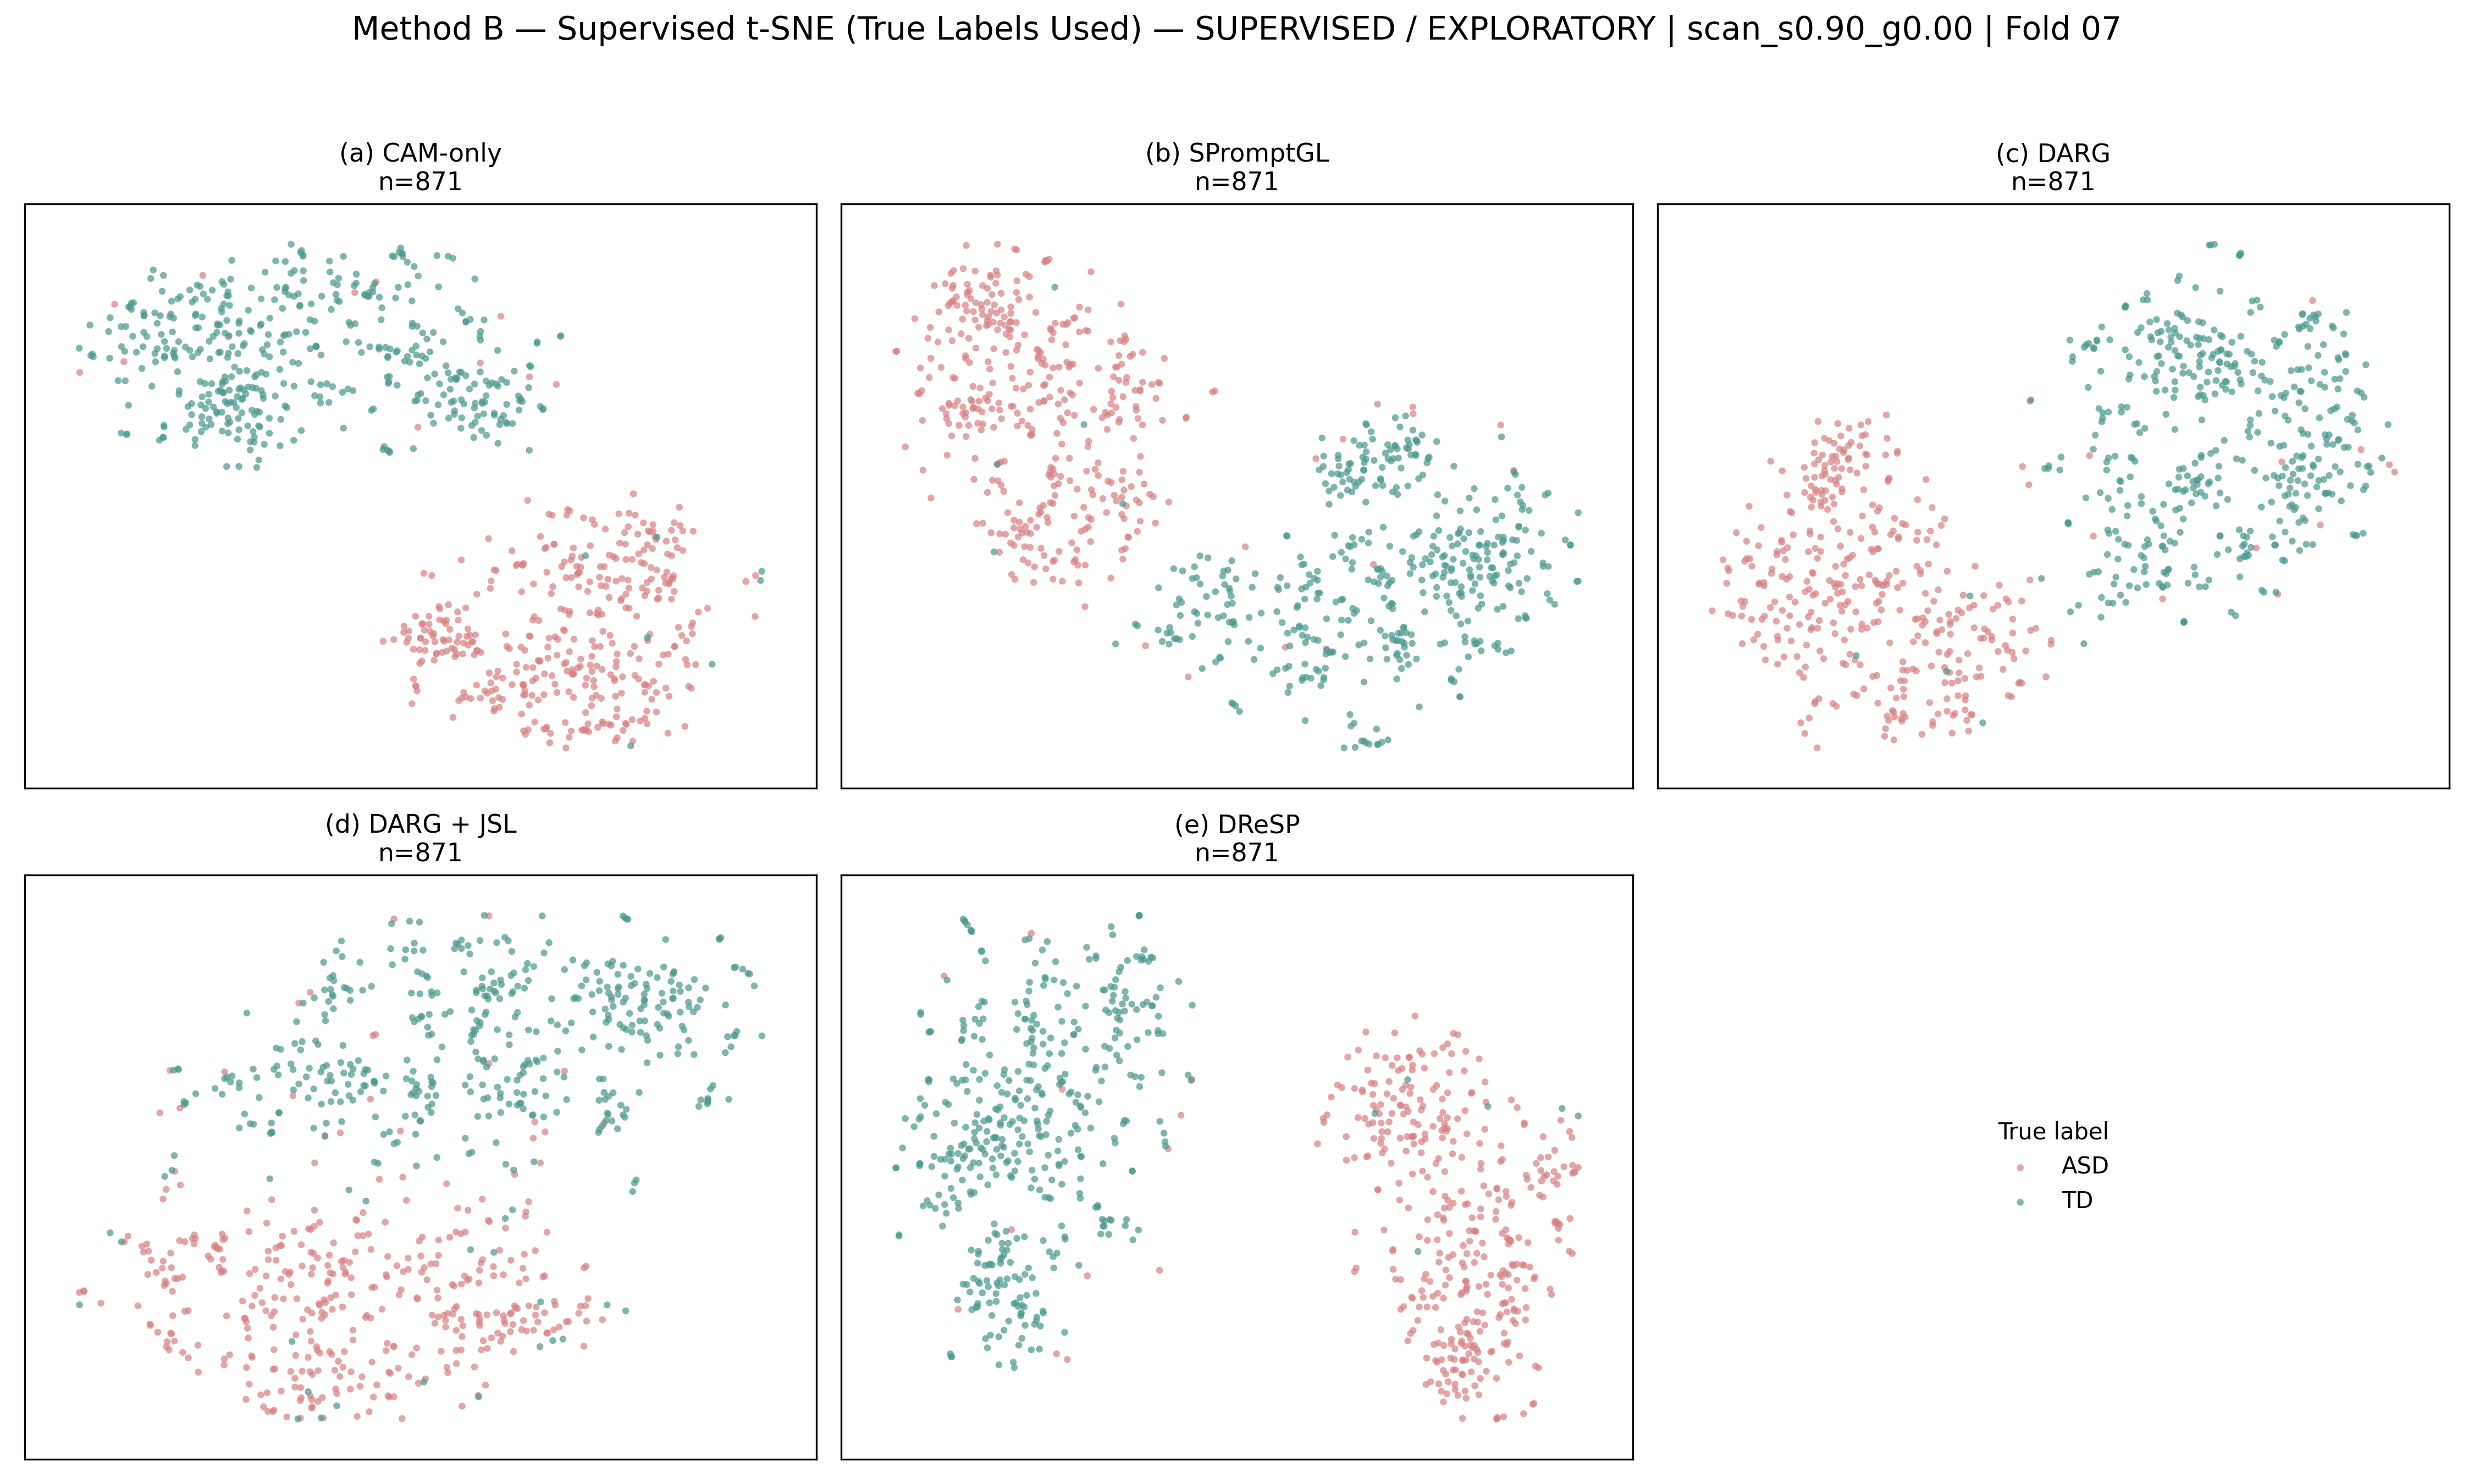 Method B — Supervised t-SNE (True Labels Used) — SUPERVISED / EXPLORATORY | scan_s0.90_g0.00 | Fold 07
(a) CAM-only
n=871
(b) SPromptGL
n=871
(c) DARG
n=871
(d) DARG + JSL
n=871
(e) DReSP
n=871
True label
ASD
TD